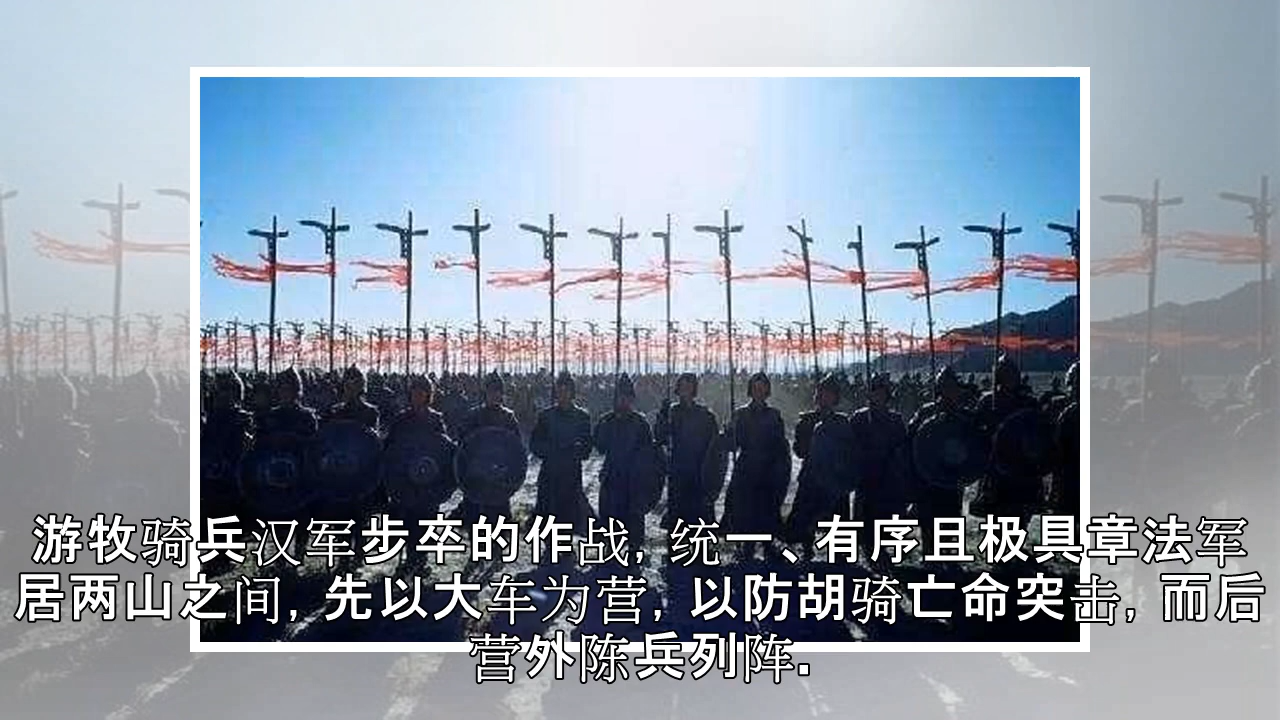 游牧骑兵汉军步卒的作战, 统一、有序且极具章法军
居两山之间, 先以大车为营, 以防胡骑亡命突击, 而后
营外陈兵列阵.